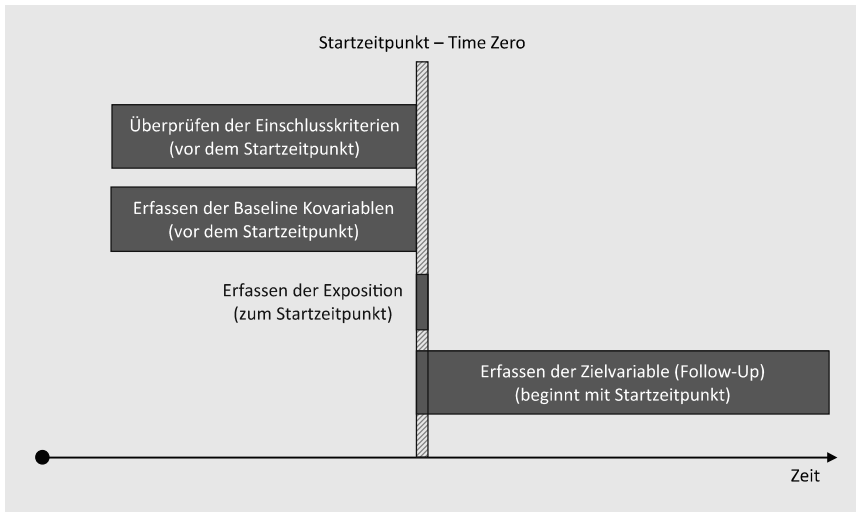 Startzeitpunkt – Time Zero
Überprüfen der Einschlusskriterien
(vor dem Startzeitpunkt)
Erfassen der Baseline Kovariablen
(vor dem Startzeitpunkt)
Erfassen der Exposition
(zum Startzeitpunkt)
Erfassen der Zielvariable (Follow-Up)
(beginnt mit Startzeitpunkt)
Zeit